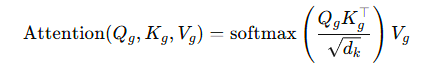 Attention(Q_g, K_g, V_g) = softmax(Q_g K_g^⊤ / √d_k) V_g